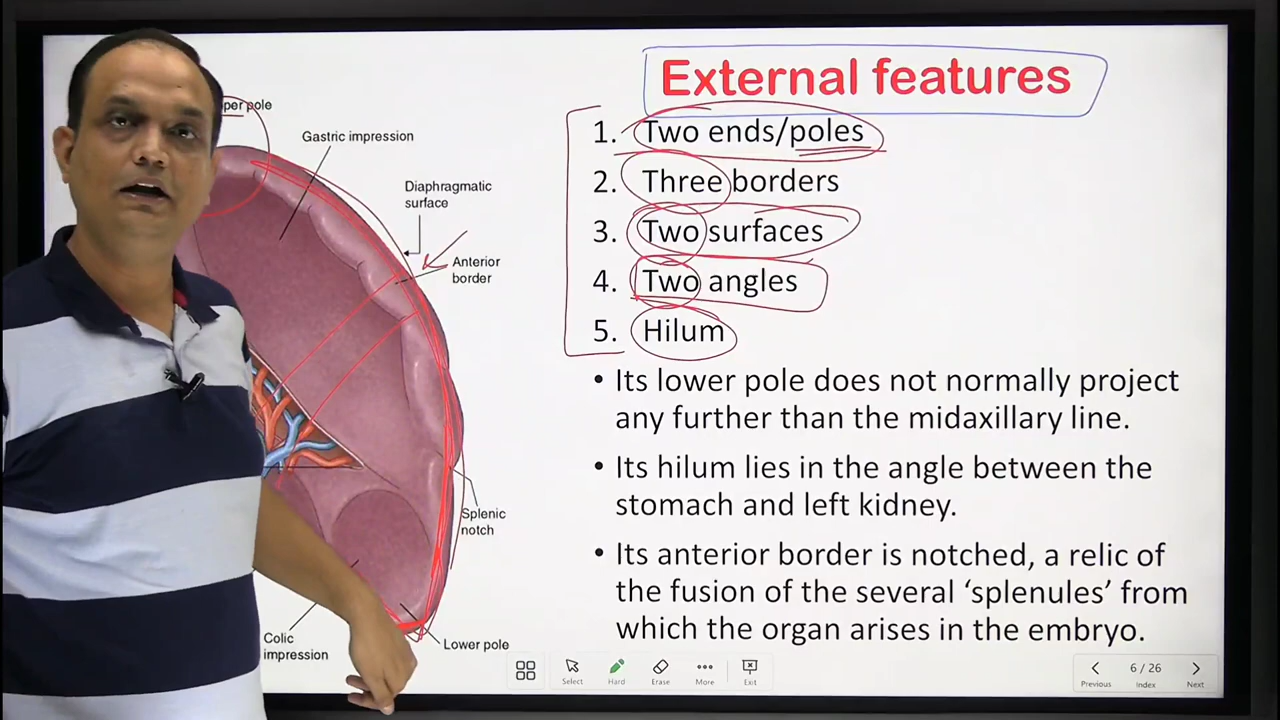 External features
1. Two ends/poles
2. Three borders
3. Two surfaces
4. Two angles
5. Hilum
• Its lower pole does not normally project
any further than the midaxillary line.
• Its hilum lies in the angle between the
stomach and left kidney.
• Its anterior border is notched, a relic of
the fusion of the several ‘splenules’ from
which the organ arises in the embryo.
pole
Gastric impression
Diaphragmatic
surface
Anterior
border
Splenic
notch
Colic
impression
Lower pole
Select
Hard
Erase
More
Exit
Previous
6 / 26
Index
Next